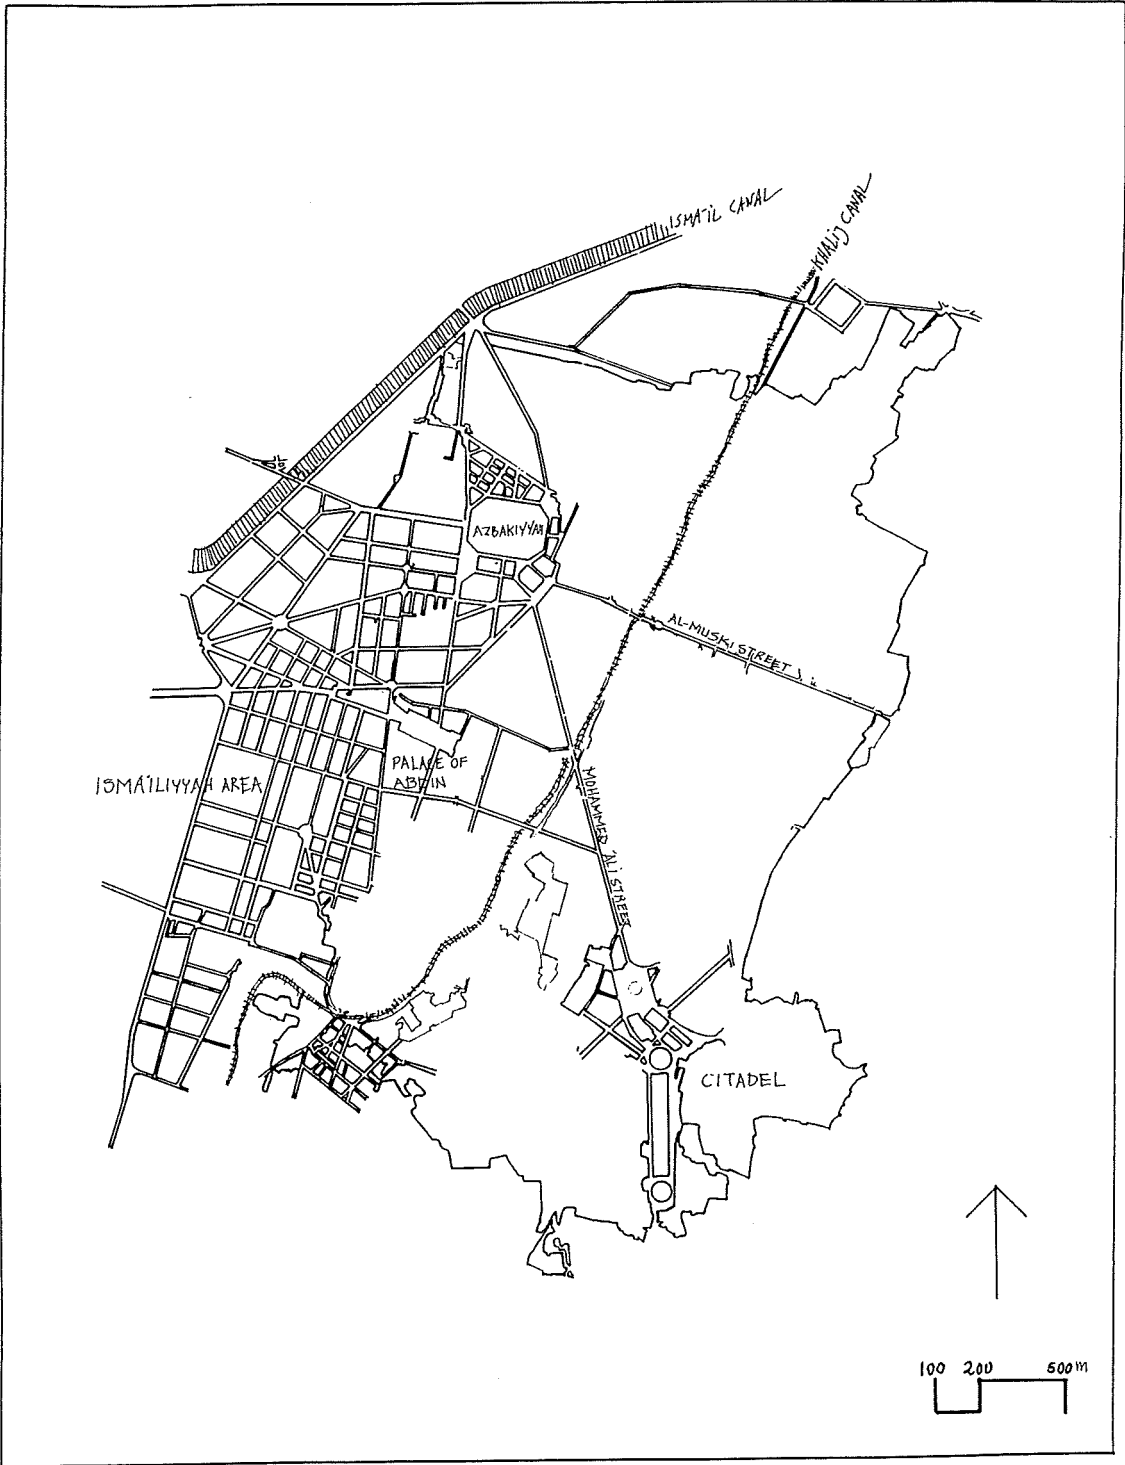 ISMA'IL CANAL
KHALIJ CANAL
AZBAKIYYAH
AL-MUSKI STREET
PALACE OF
ABDIN
ISMA'ILIYYAH AREA
MOHAMMED 'ALI STREET
CITADEL
100 200 500m